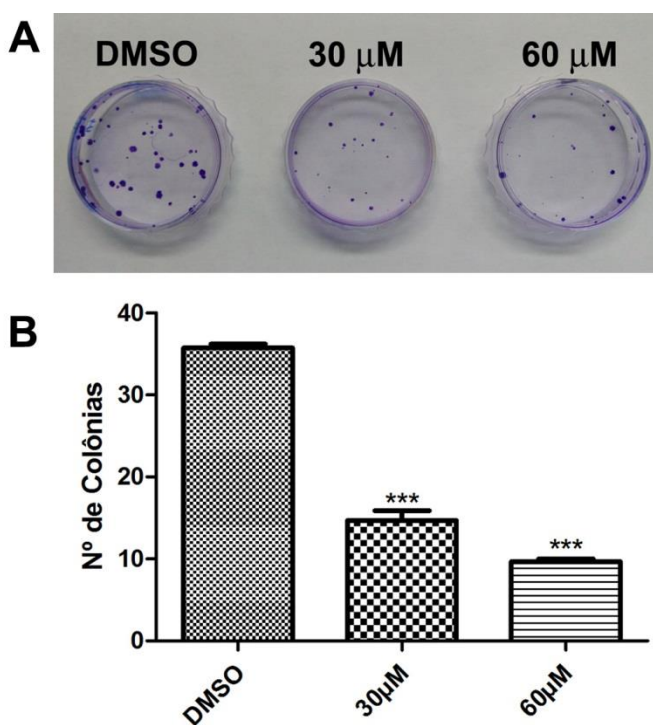 A
DMSO 30 μM 60 μM
B
Nº de Colônias
40
30
20
10
0
***
***
DMSO
30µM
60µM